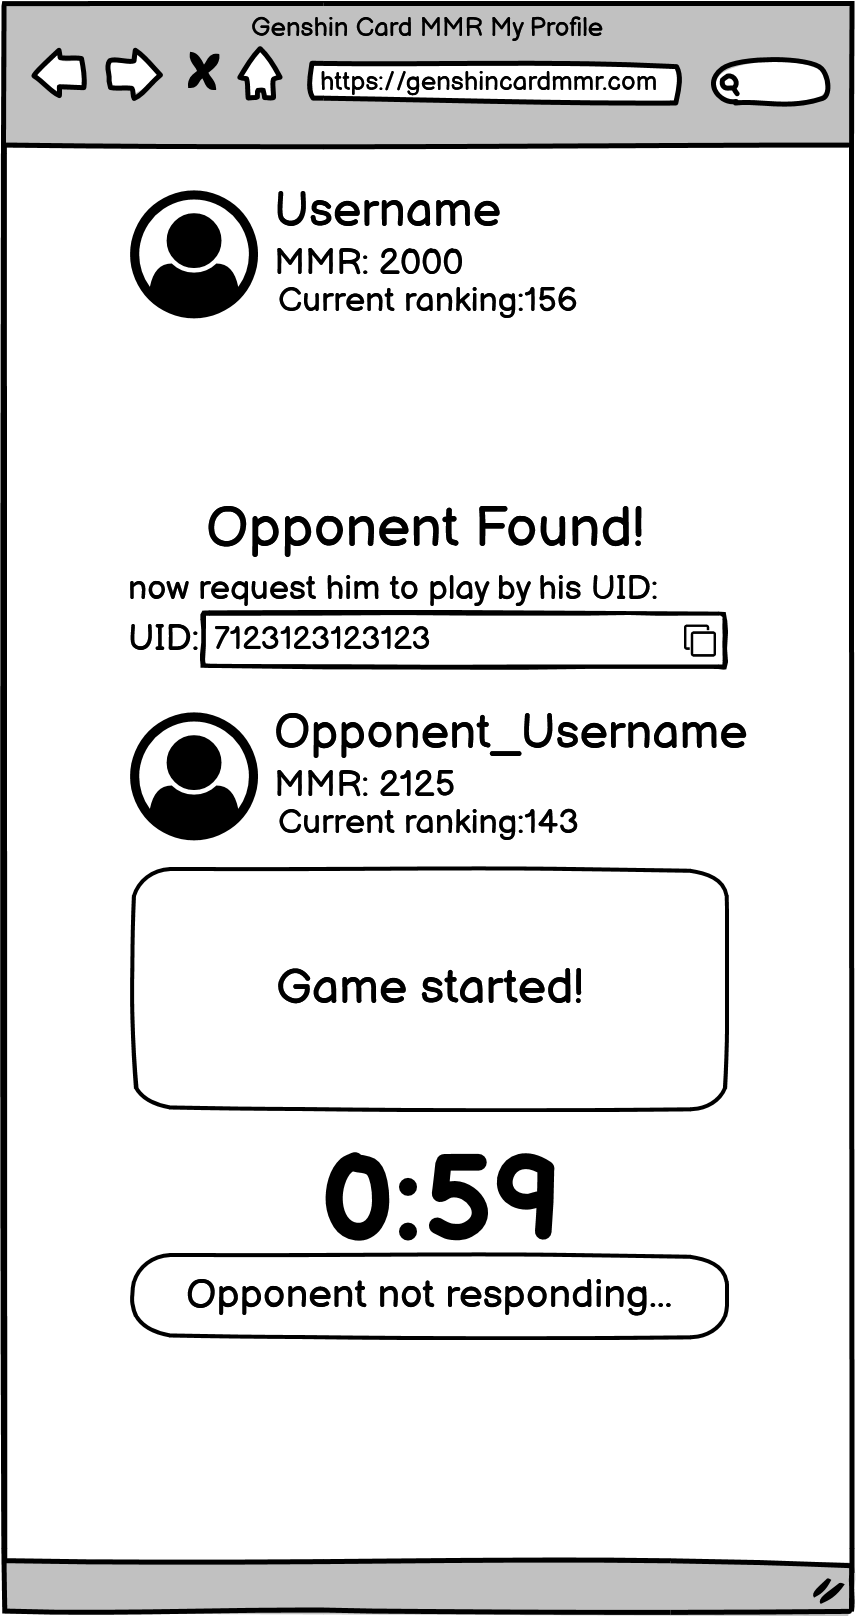 Genshin Card MMR My Profile
https://genshincardmmr.com
Username
MMR: 2000
Current ranking:156
Opponent Found!
now request him to play by his UID:
UID: 7123123123123
Opponent_Username
MMR: 2125
Current ranking:143
Game started!
0:59
Opponent not responding...